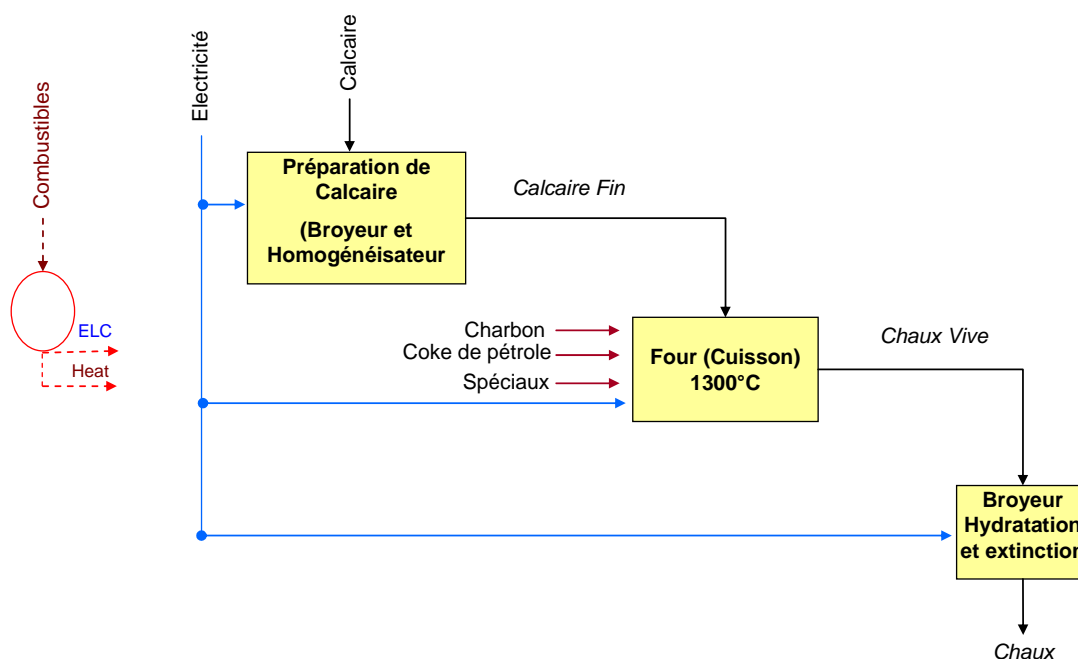 Combustibles
Electricité
Calcaire
Préparation de
Calcaire
(Broyeur et
Homogénéisateur
Calcaire Fin
ELC
Heat
Charbon
Coke de pétrole
Spéciaux
Four (Cuisson)
1300°C
Chaux Vive
Broyeur
Hydratation
et extinction
Chaux